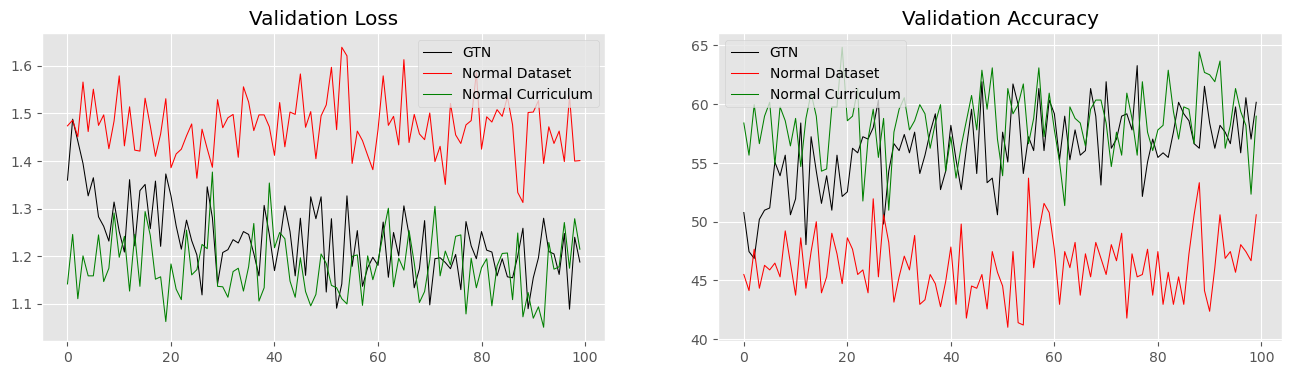 Validation Loss
GTN
Normal Dataset
Normal Curriculum
1.6
1.5
1.4
1.3
1.2
1.1
0 20 40 60 80 100
Validation Accuracy
GTN
Normal Dataset
Normal Curriculum
65
60
55
50
45
40
0 20 40 60 80 100